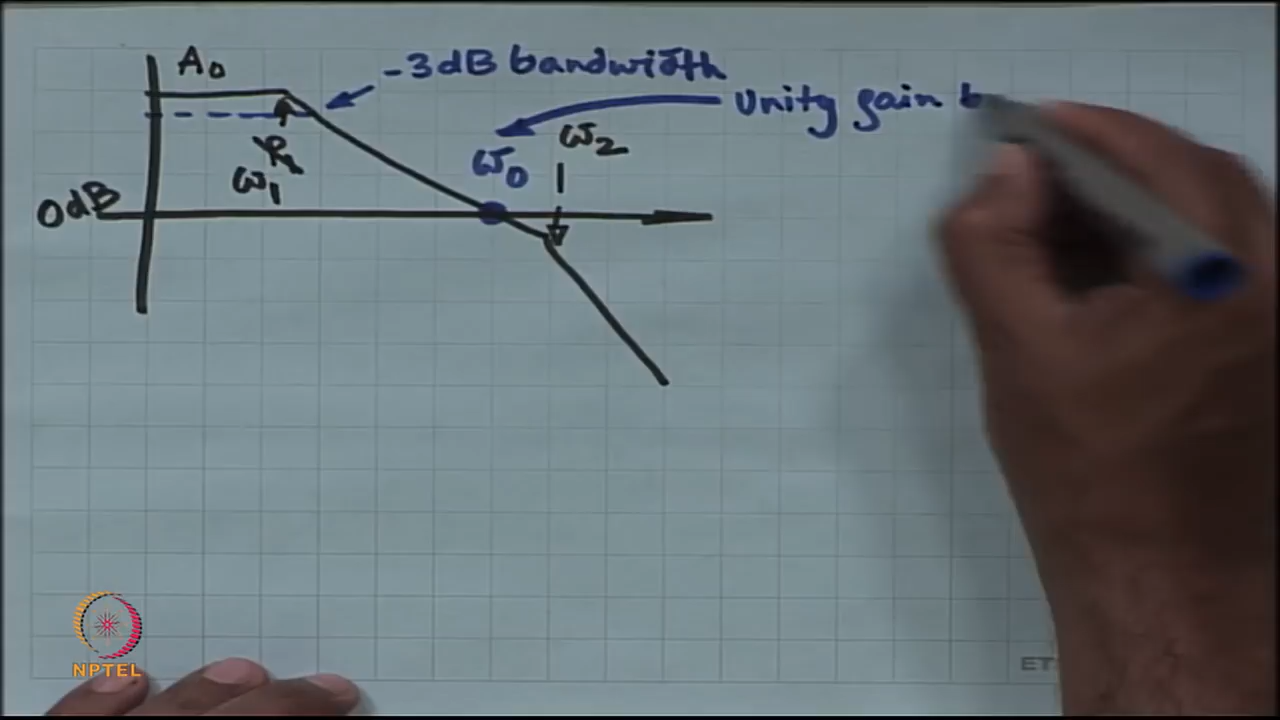 A₀
-3dB bandwidth
Unity gain
ω₂
ω₀
ω₁
0dB
NPTEL